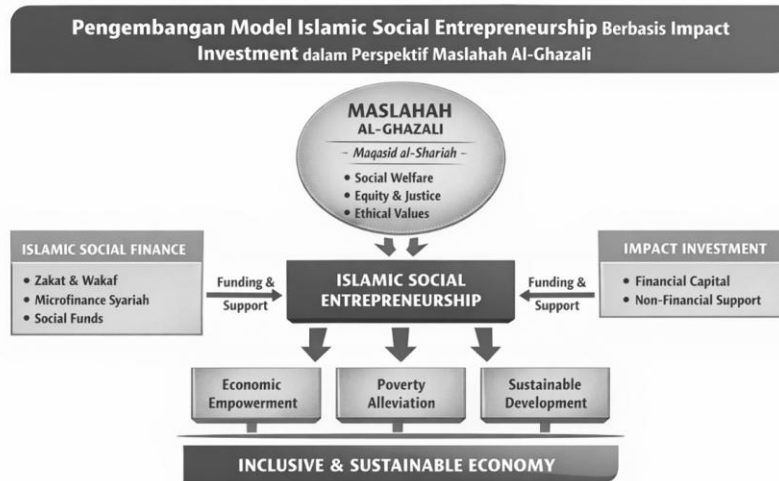 Pengembangan Model Islamic Social Entrepreneurship Berbasis Impact
Investment dalam Perspektif Maslahah Al-Ghazali
MASLAHAH
AL-GHAZALI
- Maqasid al-Shariah -
• Social Welfare
• Equity & Justice
• Ethical Values
ISLAMIC SOCIAL FINANCE
• Zakat & Wakaf
• Microfinance Syariah
• Social Funds
Funding &
Support
ISLAMIC SOCIAL
ENTREPRENEURSHIP
Funding &
Support
IMPACT INVESTMENT
• Financial Capital
• Non-Financial Support
Economic
Empowerment
Poverty
Alleviation
Sustainable
Development
INCLUSIVE & SUSTAINABLE ECONOMY